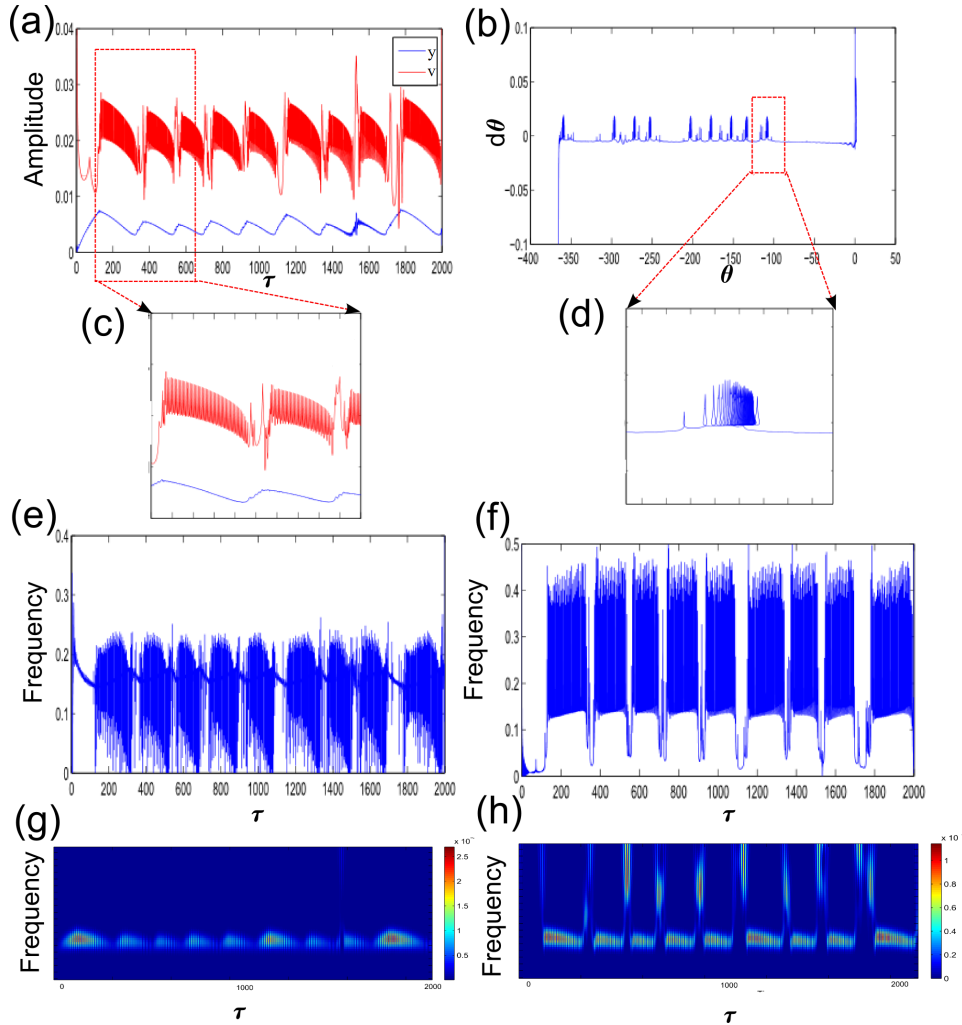 (a)
0.04
0.03
0.02
0.01
0
Amplitude
y
v
0 200 400 600 800 1000 1200 1400 1600 1800 2000
τ
(b)
0.1
0.05
0
−0.05
−0.1
dθ
−400 −350 −300 −250 −200 −150 −100 −50 0 50
θ
(c)
(d)
(e)
0.4
0.3
0.2
0.1
0
Frequency
0 200 400 600 800 1000 1200 1400 1600 1800 2000
τ
(f)
0.5
0.4
0.3
0.2
0.1
0
Frequency
0 200 400 600 800 1000 1200 1400 1600 1800 2000
τ
(g)
Frequency
x 10
2.5
2
1.5
1
0.5
0
0 1000 2000
τ
(h)
Frequency
x 10
1
0.8
0.6
0.4
0.2
0
0 1000 2000
τ